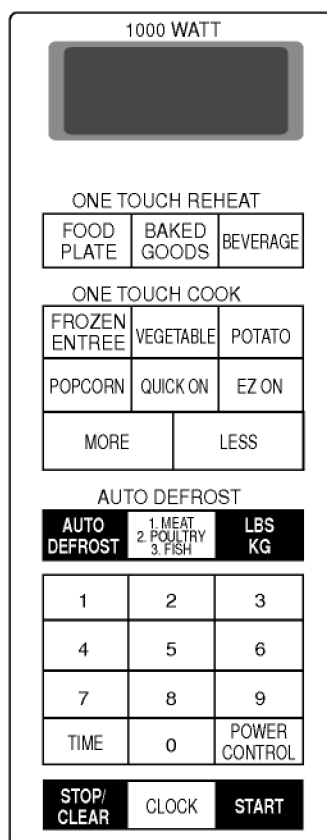 1000 WATT
ONE TOUCH REHEAT
FOOD PLATE
BAKED GOODS
BEVERAGE
ONE TOUCH COOK
FROZEN ENTREE
VEGETABLE
POTATO
POPCORN
QUICK ON
EZ ON
MORE
LESS
AUTO DEFROST
AUTO DEFROST
1. MEAT
2. POULTRY
3. FISH
LBS
KG
1 2 3
4 5 6
7 8 9
TIME
0
POWER CONTROL
STOP/
CLEAR
CLOCK
START